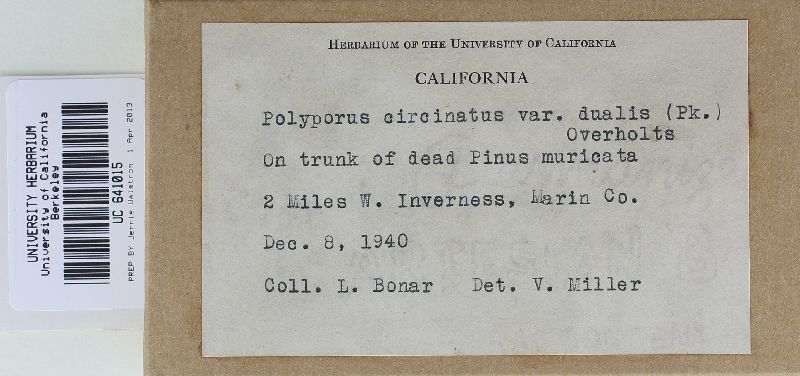 HERBARIUM OF THE UNIVERSITY OF CALIFORNIA
CALIFORNIA
Polyporus circinatus var. dualis (Pk.)
Overholts
On trunk of dead Pinus muricata
2 Miles W. Inverness, Marin Co.
Dec. 8, 1940
Coll. L. Bonar Det. V. Miller
UNIVERSITY HERBARIUM
University of California
Berkeley
UC 641015
PREP BY Jernie Walstrom 1 Apr 2013